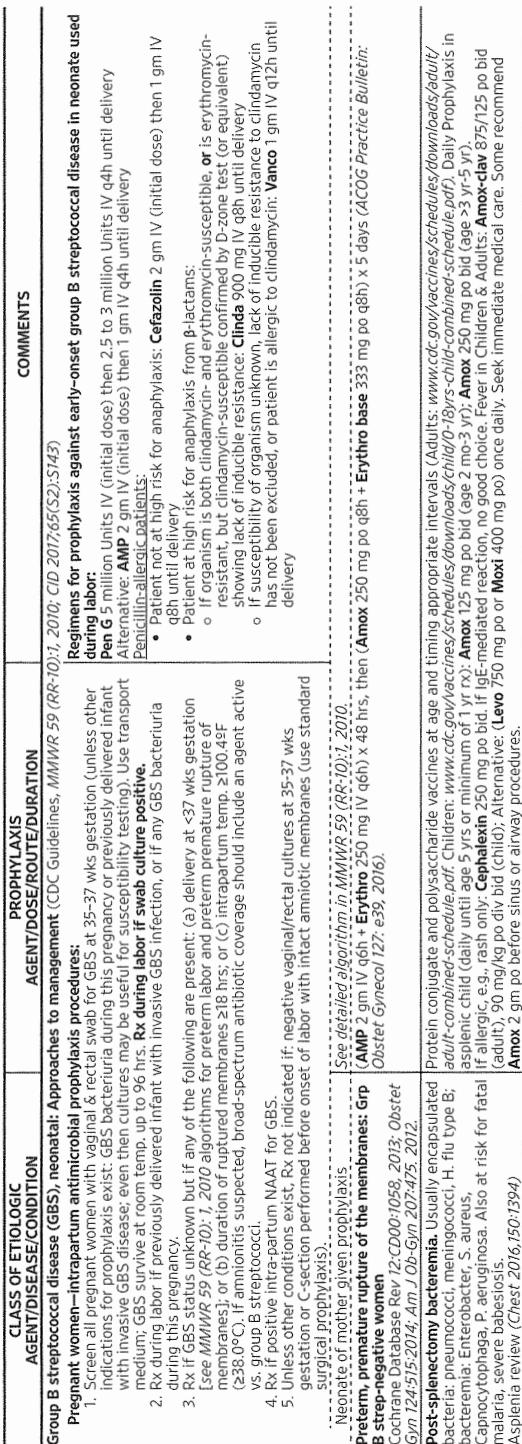 CLASS OF ETIOLOGIC
AGENT/DISEASE/CONDITION
PROPHYLAXIS
AGENT/DOSE/ROUTE/DURATION
COMMENTS
Group B streptococcal disease (GBS), neonatal: Approaches to management (CDC Guidelines, MMWR 59 (RR-10):1, 2010; CID 2017;65(S2):S143)
Pregnant women—intrapartum antimicrobial prophylaxis procedures:
1. Screen all pregnant women with vaginal & rectal swab for GBS at 35–37 wks gestation (unless other
indications for prophylaxis exist: GBS bacteriuria during this pregnancy or previously delivered infant
with invasive GBS disease; even then cultures may be useful for susceptibility testing). Use transport
medium; GBS survive at room temp. up to 96 hrs. Rx during labor if swab culture positive.
2. Rx during labor if previously delivered infant with invasive GBS infection, or if any GBS bacteriuria
during this pregnancy.
3. Rx if GBS status unknown but if any of the following are present: (a) delivery at <37 wks gestation
[see MMWR 59 (RR-10): 1, 2010 algorithms for preterm labor and preterm premature rupture of
membranes]; or (b) duration of ruptured membranes ≥18 hrs; or (c) intrapartum temp. ≥100.4ºF
(≥38.0ºC). If amnionitis suspected, broad-spectrum antibiotic coverage should include an agent active
vs. group B streptococci.
4. Rx if positive intra-partum NAAT for GBS.
5. Unless other conditions exist, Rx not indicated if: negative vaginal/rectal cultures at 35-37 wks
gestation or C-section performed before onset of labor with intact amniotic membranes (use standard
surgical prophylaxis).
Regimens for prophylaxis against early-onset group B streptococcal disease in neonate used
during labor:
Pen G 5 million Units IV (initial dose) then 2.5 to 3 million Units IV q4h until delivery
Alternative: AMP 2 gm IV (initial dose) then 1 gm IV q4h until delivery
Penicillin-allergic patients:
• Patient not at high risk for anaphylaxis: Cefazolin 2 gm IV (initial dose) then 1 gm IV
q8h until delivery
• Patient at high risk for anaphylaxis from β-lactams:
o If organism is both clindamycin- and erythromycin-susceptible, or is erythromycin-
resistant, but clindamycin-susceptible confirmed by D-zone test (or equivalent)
showing lack of inducible resistance: Clinda 900 mg IV q8h until delivery
o If susceptibility of organism unknown, lack of inducible resistance to clindamycin
has not been excluded, or patient is allergic to clindamycin: Vanco 1 gm IV q12h until
delivery
Neonate of mother given prophylaxis
See detailed algorithm in MMWR 59 (RR-10):1, 2010.
Preterm, premature rupture of the membranes: Grp
B strep-negative women
Cochrane Database Rev 12:CD00:1058, 2013; Obstet
Gyn 124:515:2014; Am J Ob-Gyn 207:475, 2012.
(AMP 2 gm IV q6h + Erythro 250 mg IV q6h) x 48 hrs, then (Amox 250 mg po q8h + Erythro base 333 mg po q8h) x 5 days (ACOG Practice Bulletin:
Obstet Gynecol 127: e39, 2016).
Post-splenectomy bacteremia. Usually encapsulated
bacteria: pneumococci, meningococci, H. flu type B;
bacteremia: Enterobacter, S. aureus,
Capnocytophaga, P. aeruginosa. Also at risk for fatal
malaria, severe babesiosis.
Asplenia review (Chest 2016,150:1394)
Protein conjugate and polysaccharide vaccines at age and timing appropriate intervals (Adults: www.cdc.gov/vaccines/schedules/downloads/adult/
adult-combined-schedule.pdf. Children: www.cdc.gov/vaccines/schedules/downloads/child/0-18yrs-child-combined-schedule.pdf). Daily Prophylaxis in
asplenic child (daily until age 5 yrs or minimum of 1 yr rx): Amox 125 mg po bid (age 2 mo-3 yr); Amox 250 mg po bid (age >3 yr-5 yr).
If allergic, e.g., rash only: Cephalexin 250 mg po bid. If IgE-mediated reaction, no good choice. Fever in Children & Adults: Amox-clav 875/125 po bid
(adult), 90 mg/kg po div bid (child); Alternative: (Levo 750 mg po or Moxi 400 mg po) once daily. Seek immediate medical care. Some recommend
Amox 2 gm po before sinus or airway procedures.